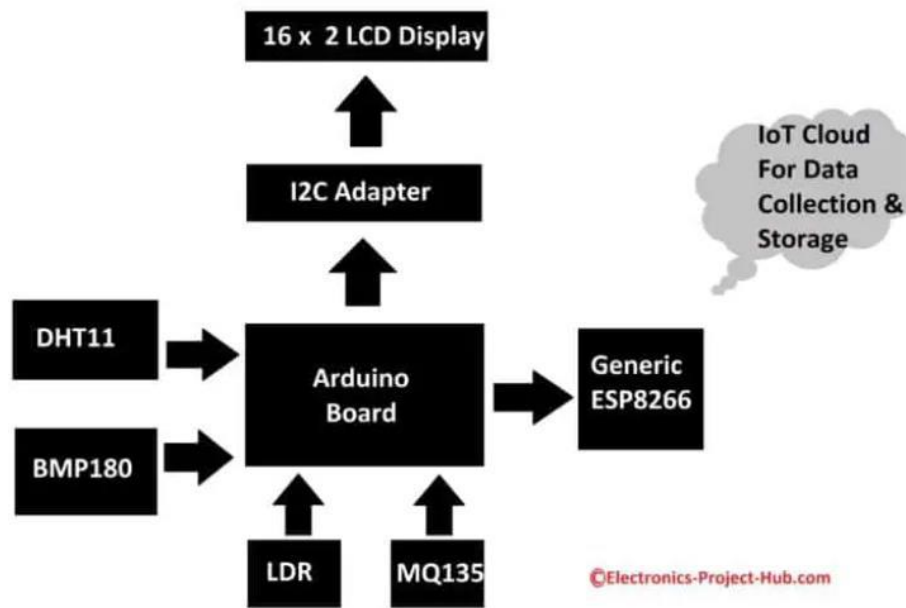 16 x 2 LCD Display
I2C Adapter
IoT Cloud
For Data
Collection &
Storage
DHT11
Arduino
Board
Generic
ESP8266
BMP180
LDR
MQ135
©Electronics-Project-Hub.com